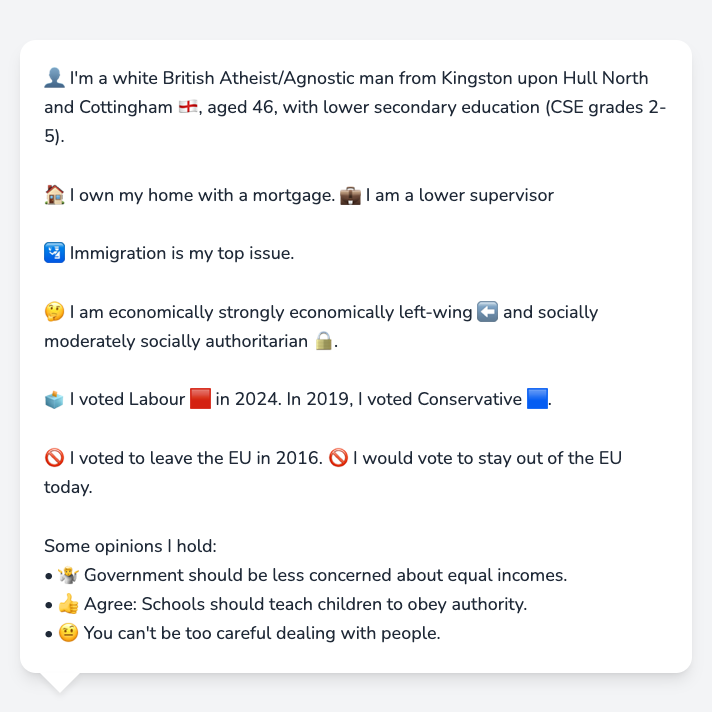 👤 I'm a white British Atheist/Agnostic man from Kingston upon Hull North
and Cottingham 🏴󠁧󠁢󠁥󠁮󠁧󠁿, aged 46, with lower secondary education (CSE grades 2-
5).
🏠 I own my home with a mortgage. 💼 I am a lower supervisor
🛂 Immigration is my top issue.
🤔 I am economically strongly economically left-wing ⬅️ and socially
moderately socially authoritarian 🔒.
🗳️ I voted Labour 🟥 in 2024. In 2019, I voted Conservative 🟦.
🚫 I voted to leave the EU in 2016. 🚫 I would vote to stay out of the EU
today.
Some opinions I hold:
• 🤷 Government should be less concerned about equal incomes.
• 👍 Agree: Schools should teach children to obey authority.
• 🤨 You can't be too careful dealing with people.